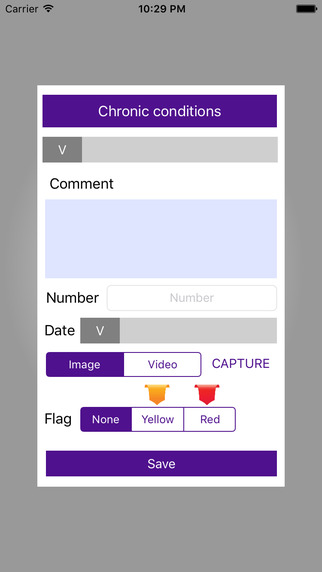 Carrier 10:29 PM
Chronic conditions
V
Comment
Number Number
Date V
Image Video CAPTURE
Flag None Yellow Red
Save